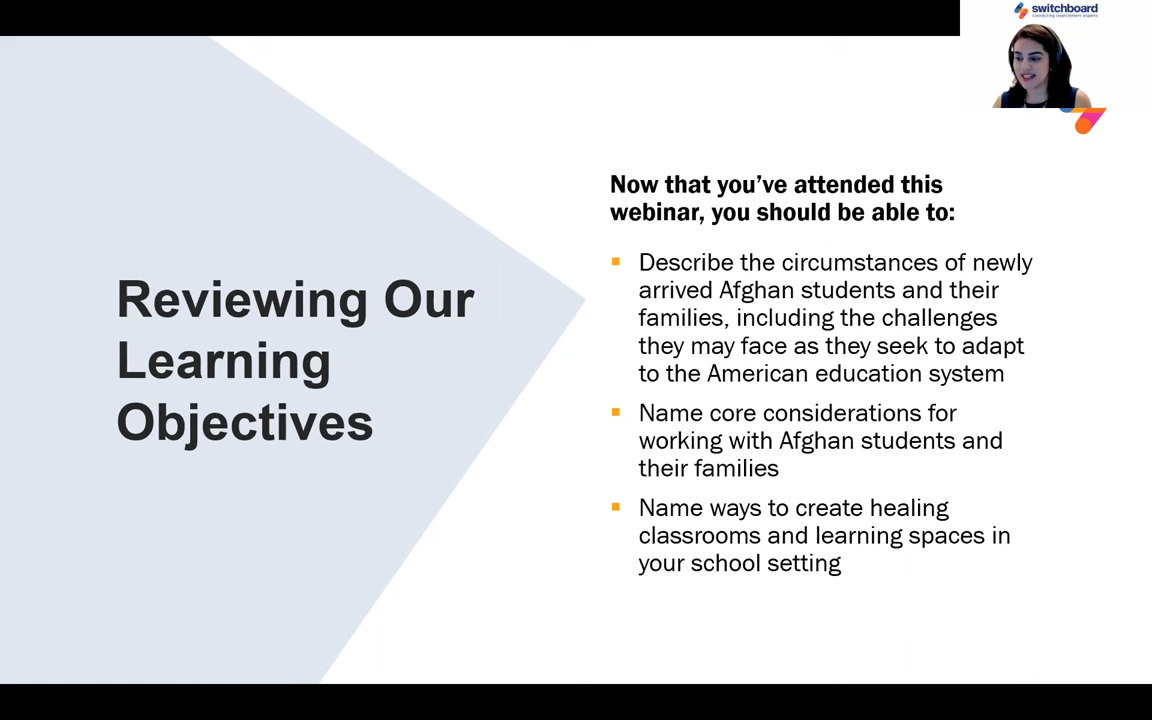 switchboard
connecting resettlement experts
Reviewing Our
Learning
Objectives
Now that you’ve attended this
webinar, you should be able to:
▪ Describe the circumstances of newly
arrived Afghan students and their
families, including the challenges
they may face as they seek to adapt
to the American education system
▪ Name core considerations for
working with Afghan students and
their families
▪ Name ways to create healing
classrooms and learning spaces in
your school setting